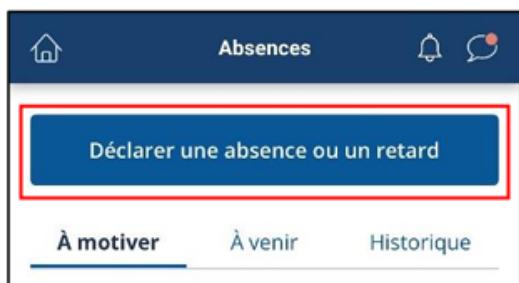 Absences
Déclarer une absence ou un retard
À motiver À venir Historique